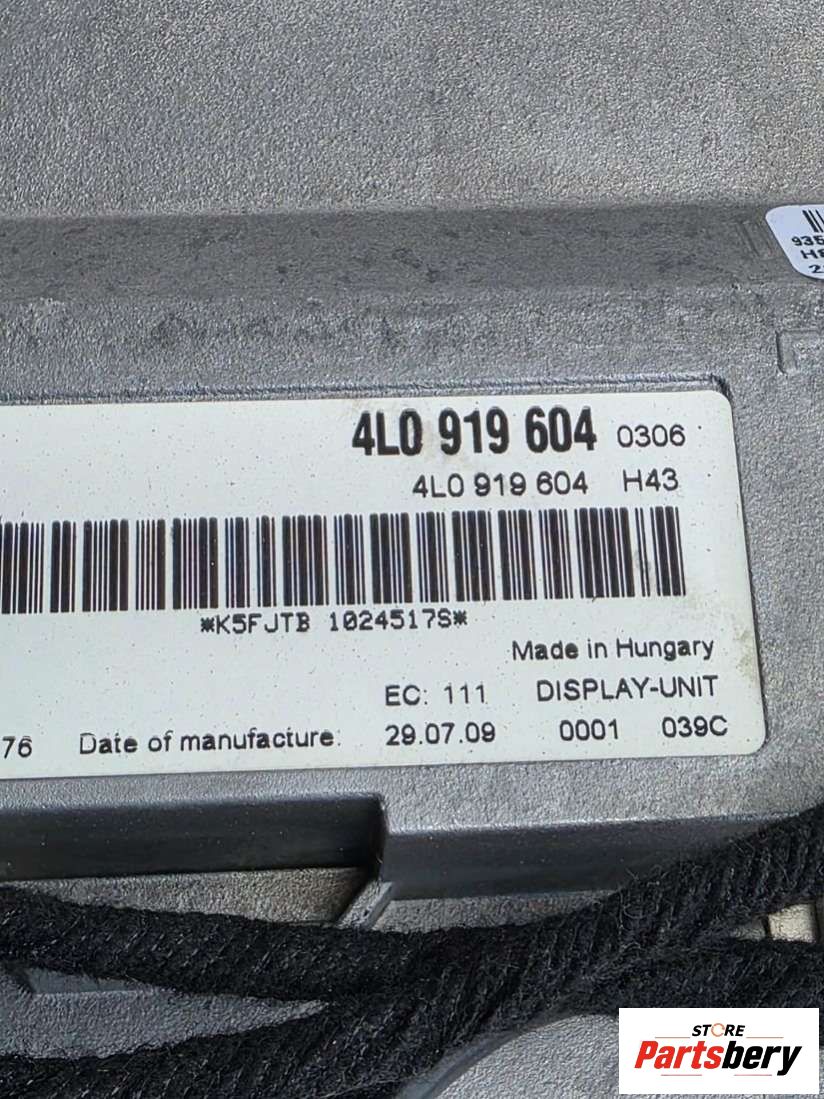 935
4L0 919 604 0306
4L0 919 604 H43
*K5FJTB 1024517S*
Made in Hungary
EC: 111 DISPLAY-UNIT
76 Date of manufacture: 29.07.09 0001 039C
STORE
Partsbery